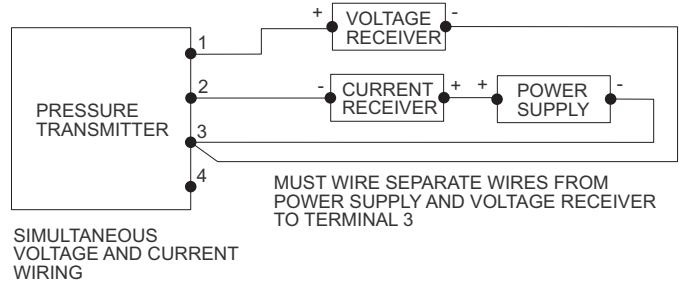 + VOLTAGE -
RECEIVER
1
2
- CURRENT + + POWER -
RECEIVER SUPPLY
PRESSURE
TRANSMITTER
3
4
MUST WIRE SEPARATE WIRES FROM
POWER SUPPLY AND VOLTAGE RECEIVER
TO TERMINAL 3
SIMULTANEOUS
VOLTAGE AND CURRENT
WIRING